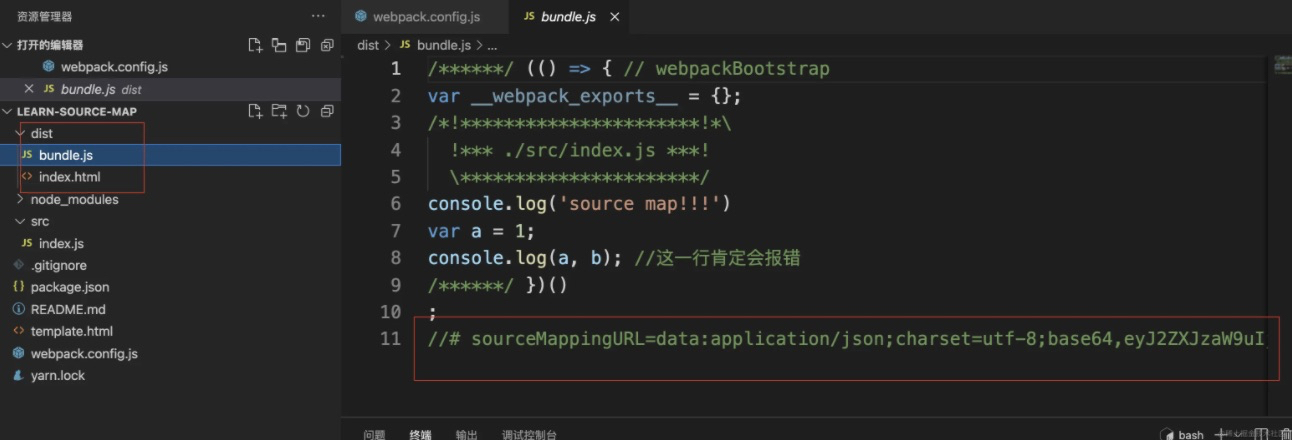 资源管理器
...
打开的编辑器
webpack.config.js
bundle.js dist
LEARN-SOURCE-MAP
dist
bundle.js
index.html
node_modules
src
index.js
.gitignore
package.json
README.md
template.html
webpack.config.js
yarn.lock
webpack.config.js
JS bundle.js
dist > JS bundle.js > ...
1 /******/ (() => { // webpackBootstrap
2 var __webpack_exports__ = {};
3 /*!**********************!*\
4 !*** ./src/index.js ***!
5 \**********************/
6 console.log('source map!!!')
7 var a = 1;
8 console.log(a, b); //这一行肯定会报错
9 /******/ })()
10 ;
11 //# sourceMappingURL=data:application/json;charset=utf-8;base64,eyJ2ZXJzaW9uI
问题 终端 输出 调试控制台
bash